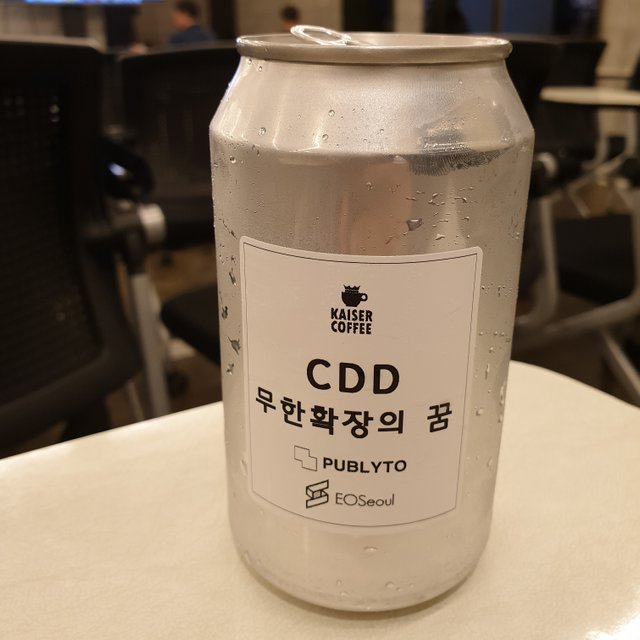 KAISER
COFFEE
CDD
무한확장의 꿈
PUBLYTO
EOSeoul